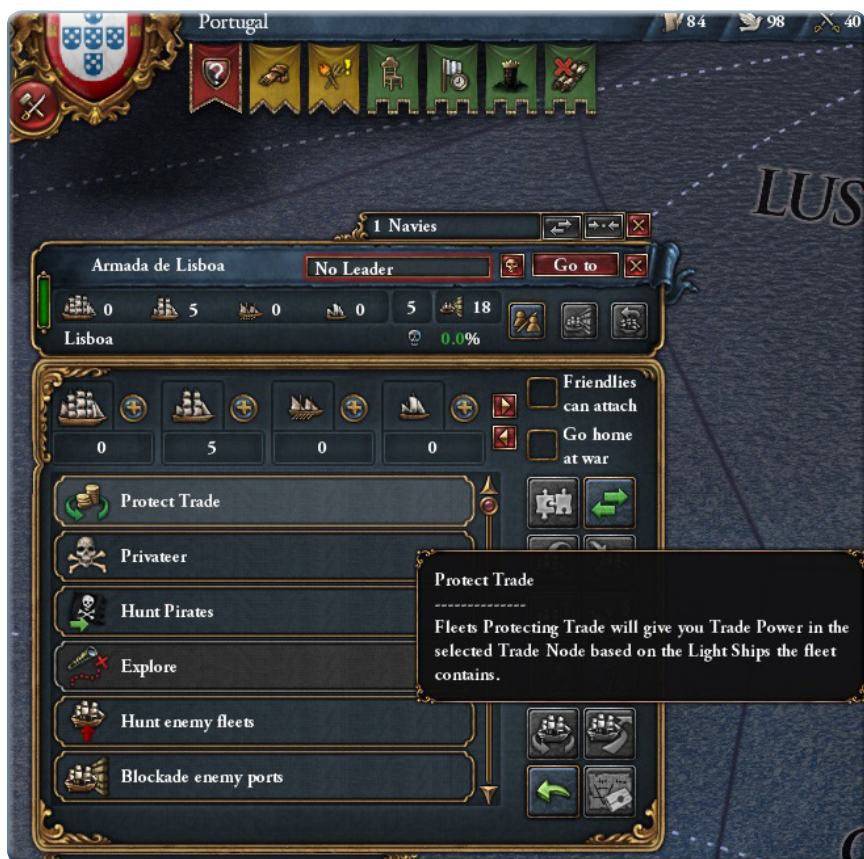 Portugal
84 98 40
LUS
1 Navies
Armada de Lisboa No Leader Go to
0 5 0 0 5 18
Lisboa 0.0%
Friendlies
can attach
Go home
at war
0 5 0 0
Protect Trade
Privateer
Hunt Pirates
Explore
Hunt enemy fleets
Blockade enemy ports
Protect Trade
--------------
Fleets Protecting Trade will give you Trade Power in the
selected Trade Node based on the Light Ships the fleet
contains.